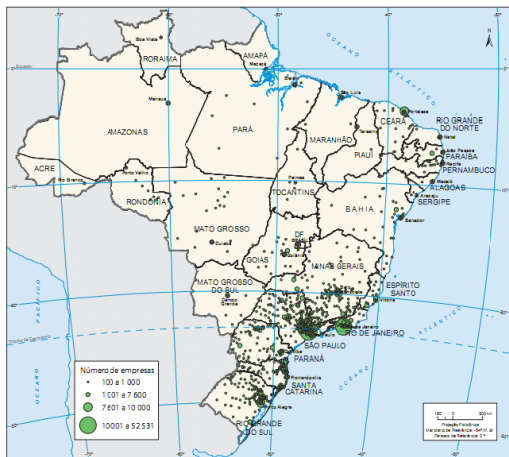 OCEANO
ATLÂNTICO
Boa Vista
RORAIMA
AMAPÁ
Macapá
Equador
Belém
São Luís
Manaus
Fortaleza
AMAZONAS
PARÁ
MARANHÃO
Teresina
CEARÁ
RIO GRANDE
DO NORTE
Natal
PIAUÍ
João Pessoa
PARAÍBA
Recife
PERNAMBUCO
ACRE
Rio Branco
Porto Velho
RONDÔNIA
Palmas
TOCANTINS
Maceió
ALAGOAS
Aracaju
SERGIPE
BAHIA
Salvador
MATO GROSSO
Cuiabá
DF
GOIÁS
Goiânia
MINAS GERAIS
MATO GROSSO
DO SUL
Campo
Grande
ESPÍRITO
SANTO
Vitória
RIO DE JANEIRO
SÃO PAULO
PARANÁ
Florianópolis
SANTA
CATARINA
Porto Alegre
RIO GRANDE
DO SUL
OCEANO
PACÍFICO
OCEANO
ATLÂNTICO
Número de empresas
100 a 1 000
1 001 a 7 600
7 601 a 10 000
10001 a 52 531